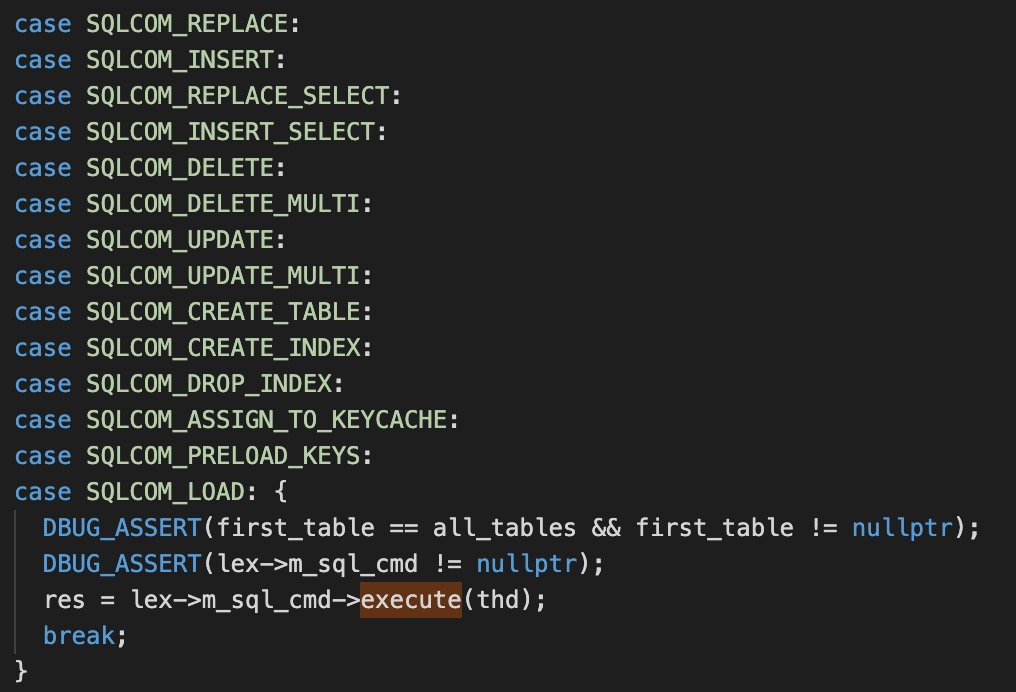 case SQLCOM_REPLACE:
case SQLCOM_INSERT:
case SQLCOM_REPLACE_SELECT:
case SQLCOM_INSERT_SELECT:
case SQLCOM_DELETE:
case SQLCOM_DELETE_MULTI:
case SQLCOM_UPDATE:
case SQLCOM_UPDATE_MULTI:
case SQLCOM_CREATE_TABLE:
case SQLCOM_CREATE_INDEX:
case SQLCOM_DROP_INDEX:
case SQLCOM_ASSIGN_TO_KEYCACHE:
case SQLCOM_PRELOAD_KEYS:
case SQLCOM_LOAD: {
  DBUG_ASSERT(first_table == all_tables && first_table != nullptr);
  DBUG_ASSERT(lex->m_sql_cmd != nullptr);
  res = lex->m_sql_cmd->execute(thd);
  break;
}